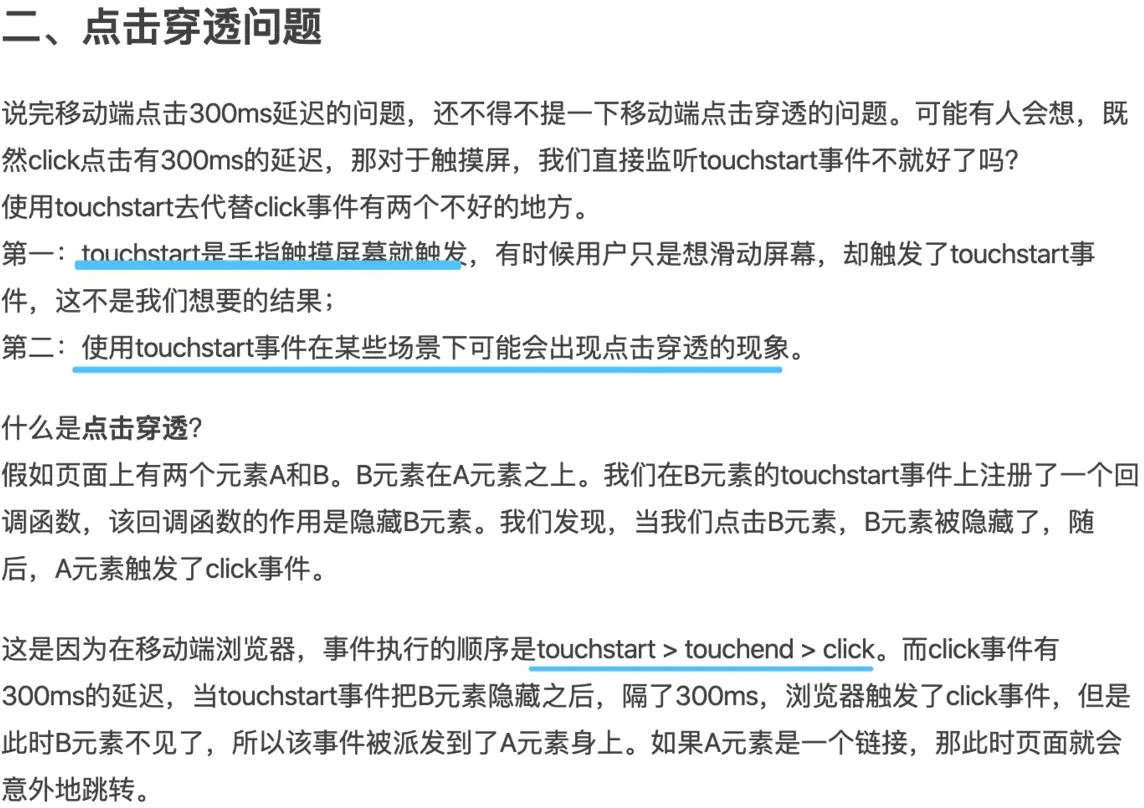 二、点击穿透问题
说完移动端点击300ms延迟的问题，还不得不提一下移动端点击穿透的问题。可能有人会想，既
然click点击有300ms的延迟，那对于触摸屏，我们直接监听touchstart事件不就好了吗？
使用touchstart去代替click事件有两个不好的地方。
第一：touchstart是手指触摸屏幕就触发，有时候用户只是想滑动屏幕，却触发了touchstart事
件，这不是我们想要的结果；
第二：使用touchstart事件在某些场景下可能会出现点击穿透的现象。
什么是点击穿透？
假如页面上有两个元素A和B。B元素在A元素之上。我们在B元素的touchstart事件上注册了一个回
调函数，该回调函数的作用是隐藏B元素。我们发现，当我们点击B元素，B元素被隐藏了，随
后，A元素触发了click事件。
这是因为在移动端浏览器，事件执行的顺序是touchstart > touchend > click。而click事件有
300ms的延迟，当touchstart事件把B元素隐藏之后，隔了300ms，浏览器触发了click事件，但是
此时B元素不见了，所以该事件被派发到了A元素身上。如果A元素是一个链接，那此时页面就会
意外地跳转。